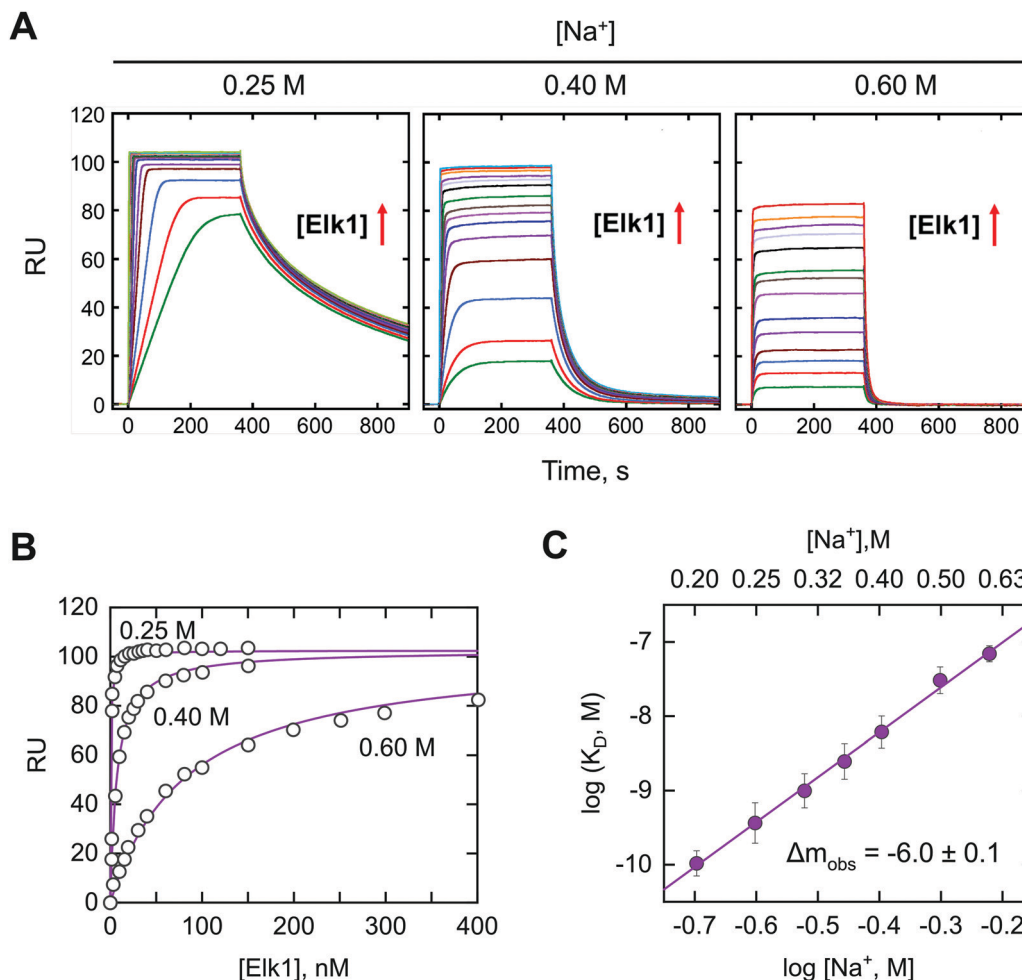 A
[Na⁺]
0.25 M 0.40 M 0.60 M
120
100
80
60
40
20
0
RU
[Elk1]
[Elk1]
[Elk1]
0 200 400 600 800 0 200 400 600 800 0 200 400 600 800
Time, s
B
120
100
80
60
40
20
0
RU
0.25 M
0.40 M
0.60 M
0 100 200 300 400
[Elk1], nM
C
[Na⁺],M
0.20 0.25 0.32 0.40 0.50 0.63
-7
-8
-9
-10
log (K_D, M)
Δm_obs = -6.0 ± 0.1
-0.7 -0.6 -0.5 -0.4 -0.3 -0.2
log [Na⁺, M]